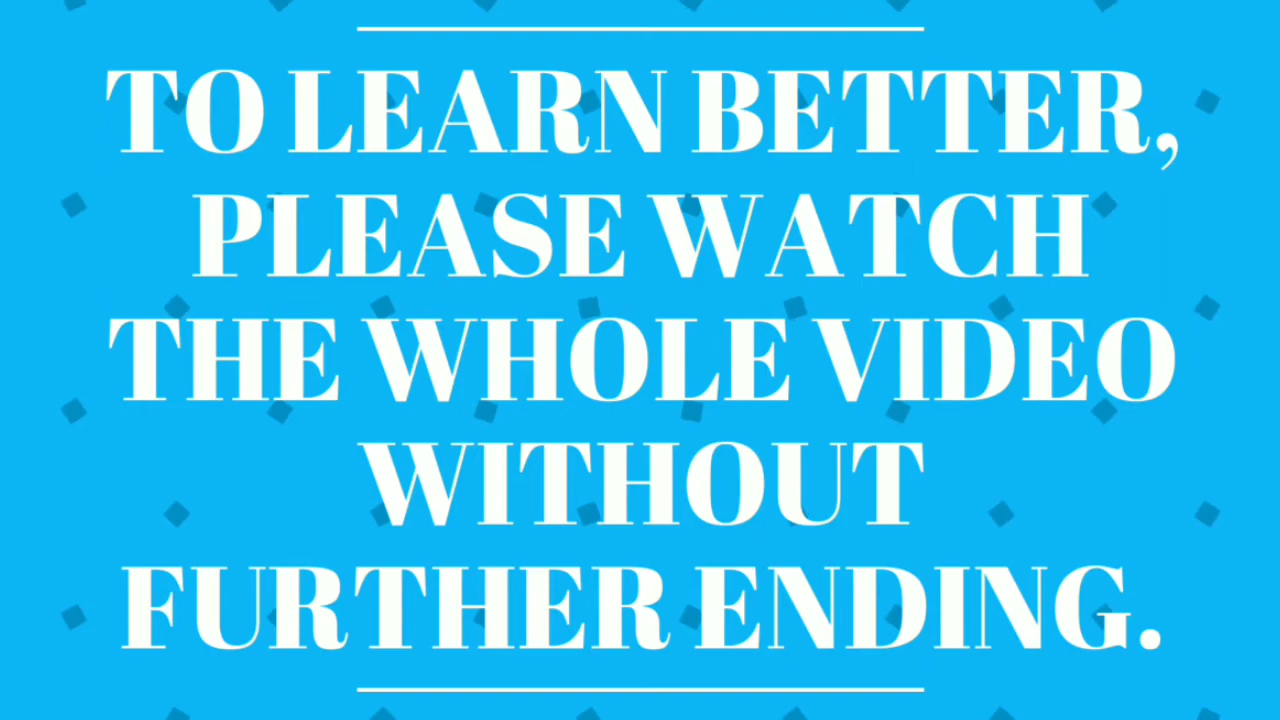 TO LEARN BETTER,
PLEASE WATCH
THE WHOLE VIDEO
WITHOUT
FURTHER ENDING.